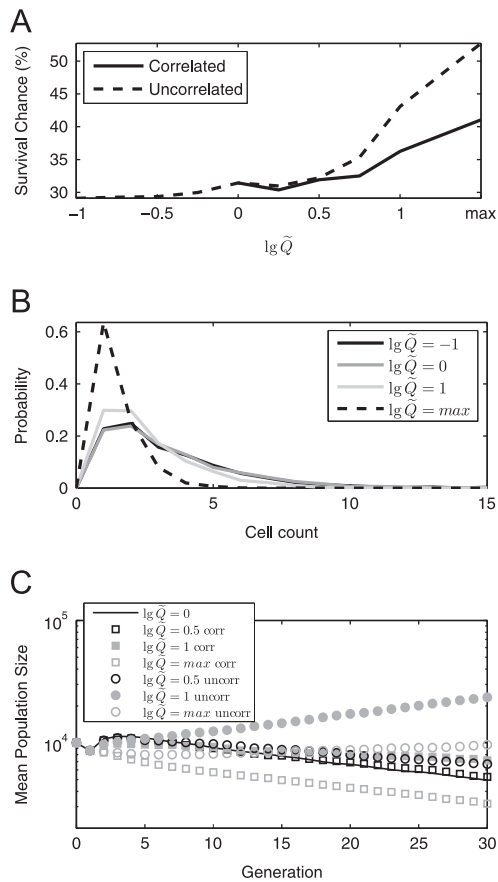 A
Survival Chance (%)
50
45
40
35
30
Correlated
Uncorrelated
−1 −0.5 0 0.5 1 max
lg Q̃
B
Probability
0.6
0.4
0.2
0
lg Q̃ = −1
lg Q̃ = 0
lg Q̃ = 1
lg Q̃ = max
0 5 10 15
Cell count
C
Mean Population Size
10^5
10^4
lg Q̃ = 0
lg Q̃ = 0.5 corr
lg Q̃ = 1 corr
lg Q̃ = max corr
lg Q̃ = 0.5 uncorr
lg Q̃ = 1 uncorr
lg Q̃ = max uncorr
0 5 10 15 20 25 30
Generation